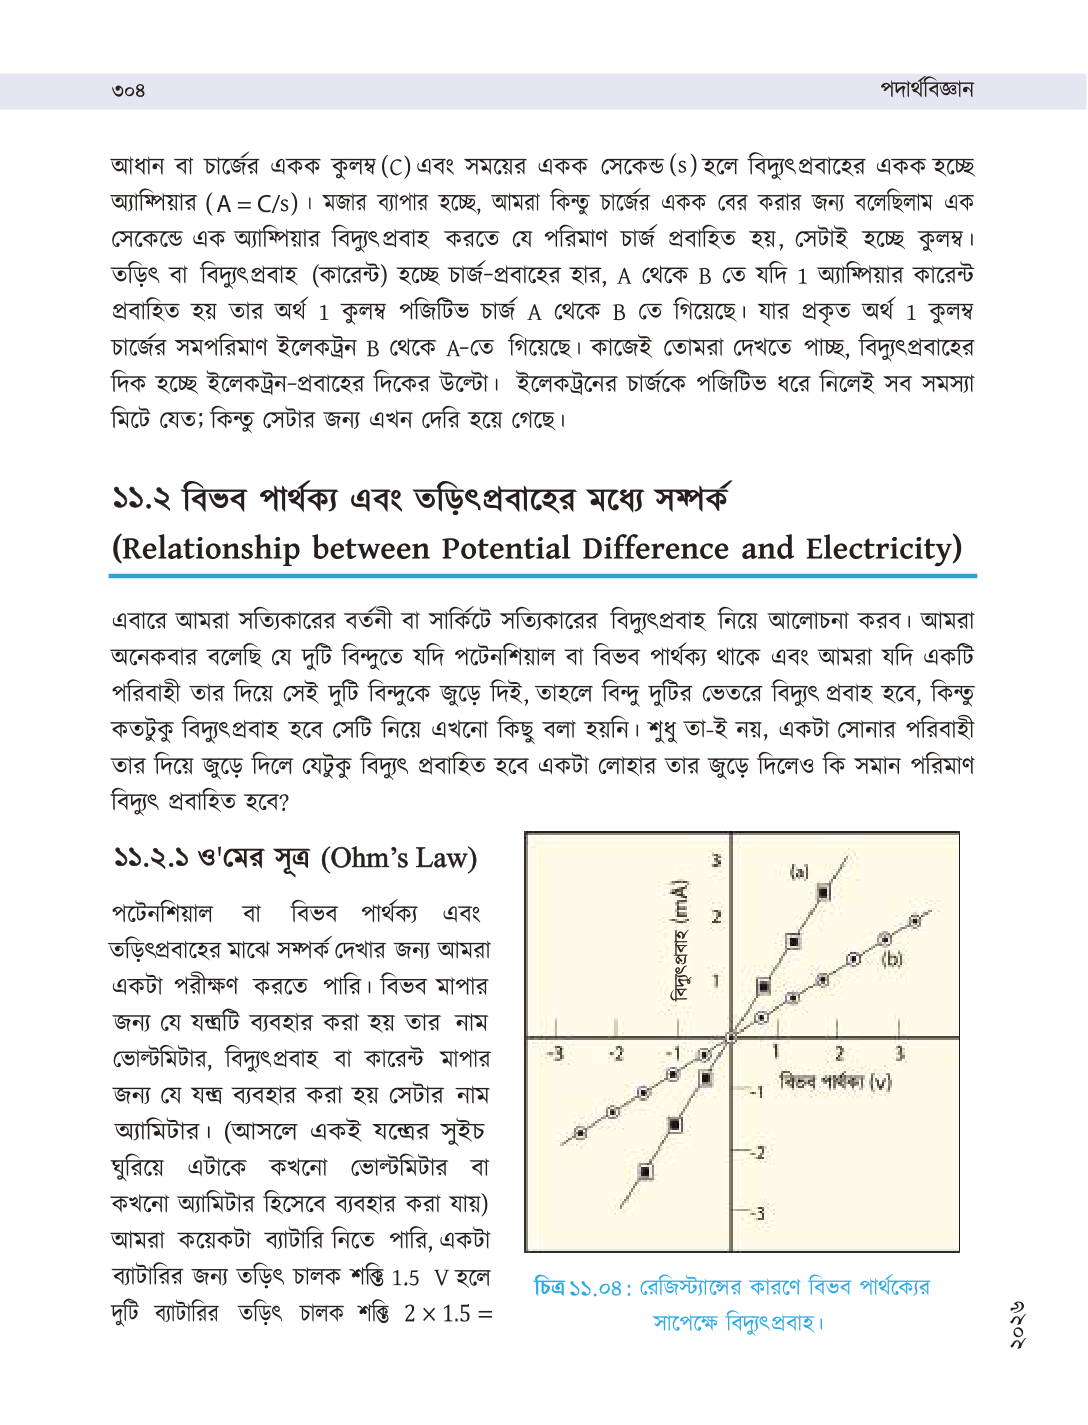 ৩০৪
পদার্থবিজ্ঞান
আধান বা চার্জের একক কুলম্ব (C) এবং সময়ের একক সেকেন্ড (s) হলে বিদ্যুৎপ্রবাহের একক হচ্ছে
অ্যাম্পিয়ার ( A = C/s) । মজার ব্যাপার হচ্ছে, আমরা কিন্তু চার্জের একক বের করার জন্য বলেছিলাম এক
সেকেন্ডে এক অ্যাম্পিয়ার বিদ্যুৎপ্রবাহ করতে যে পরিমাণ চার্জ প্রবাহিত হয়, সেটাই হচ্ছে কুলম্ব।
তড়িৎ বা বিদ্যুৎপ্রবাহ (কারেন্ট) হচ্ছে চার্জ-প্রবাহের হার, A থেকে B তে যদি 1 অ্যাম্পিয়ার কারেন্ট
প্রবাহিত হয় তার অর্থ 1 কুলম্ব পজিটিভ চার্জ A থেকে B তে গিয়েছে। যার প্রকৃত অর্থ 1 কুলম্ব
চার্জের সমপরিমাণ ইলেকট্রন B থেকে A-তে গিয়েছে। কাজেই তোমরা দেখতে পাচ্ছ, বিদ্যুৎপ্রবাহের
দিক হচ্ছে ইলেকট্রন-প্রবাহের দিকের উল্টো। ইলেকট্রনের চার্জকে পজিটিভ ধরে নিলেই সব সমস্যা
মিটে যেত; কিন্তু সেটার জন্য এখন দেরি হয়ে গেছে।
১১.২ বিভব পার্থক্য এবং তড়িৎপ্রবাহের মধ্যে সম্পর্ক
(Relationship between Potential Difference and Electricity)
এবারে আমরা সত্যিকারের বর্তনী বা সার্কিটে সত্যিকারের বিদ্যুৎপ্রবাহ নিয়ে আলোচনা করব। আমরা
অনেকবার বলেছি যে দুটি বিন্দুতে যদি পটেনশিয়াল বা বিভব পার্থক্য থাকে এবং আমরা যদি একটি
পরিবাহী তার দিয়ে সেই দুটি বিন্দুকে জুড়ে দিই, তাহলে বিন্দু দুটির ভেতরে বিদ্যুৎ প্রবাহ হবে, কিন্তু
কতটুকু বিদ্যুৎপ্রবাহ হবে সেটি নিয়ে এখনো কিছু বলা হয়নি। শুধু তা-ই নয়, একটা সোনার পরিবাহী
তার দিয়ে জুড়ে দিলে যেটুকু বিদ্যুৎ প্রবাহিত হবে একটা লোহার তার জুড়ে দিলেও কি সমান পরিমাণ
বিদ্যুৎ প্রবাহিত হবে?
১১.২.১ ও'মের সূত্র (Ohm’s Law)
পটেনশিয়াল বা বিভব পার্থক্য এবং
তড়িৎপ্রবাহের মাঝে সম্পর্ক দেখার জন্য আমরা
একটা পরীক্ষণ করতে পারি। বিভব মাপার
জন্য যে যন্ত্রটি ব্যবহার করা হয় তার নাম
ভোল্টমিটার, বিদ্যুৎপ্রবাহ বা কারেন্ট মাপার
জন্য যে যন্ত্র ব্যবহার করা হয় সেটার নাম
অ্যামিটার। (আসলে একই যন্ত্রের সুইচ
ঘুরিয়ে এটাকে কখনো ভোল্টমিটার বা
কখনো অ্যামিটার হিসেবে ব্যবহার করা যায়)
আমরা কয়েকটা ব্যাটারি নিতে পারি, একটা
ব্যাটারির জন্য তড়িৎ চালক শক্তি 1.5 V হলে
দুটি ব্যাটারির তড়িৎ চালক শক্তি 2 × 1.5 =
বিদ্যুৎপ্রবাহ (mA)
3
2
1
(a)
(b)
-3 -2 -1 1 2 3
বিভব পার্থক্য (v)
-1
-2
-3
চিত্র ১১.০৪ : রেজিস্ট্যান্সের কারণে বিভব পার্থক্যের
সাপেক্ষে বিদ্যুৎপ্রবাহ।
২০২৬